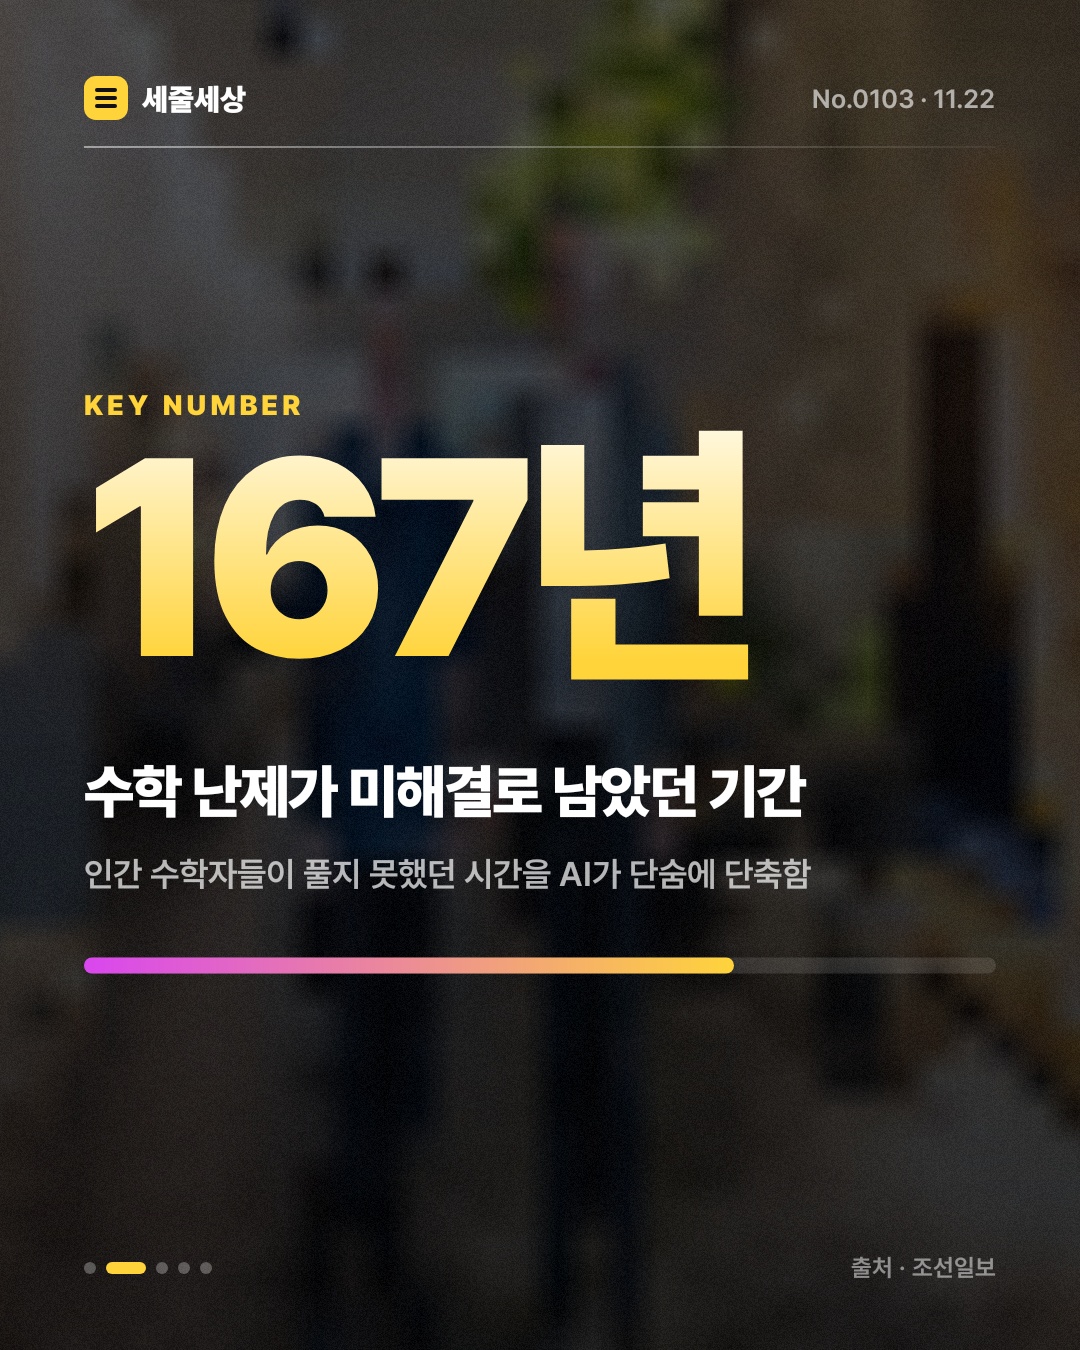 세줄세상
No.0103 · 11.22
KEY NUMBER
167년
수학 난제가 미해결로 남았던 기간
인간 수학자들이 풀지 못했던 시간을 AI가 단숨에 단축함
출처 · 조선일보